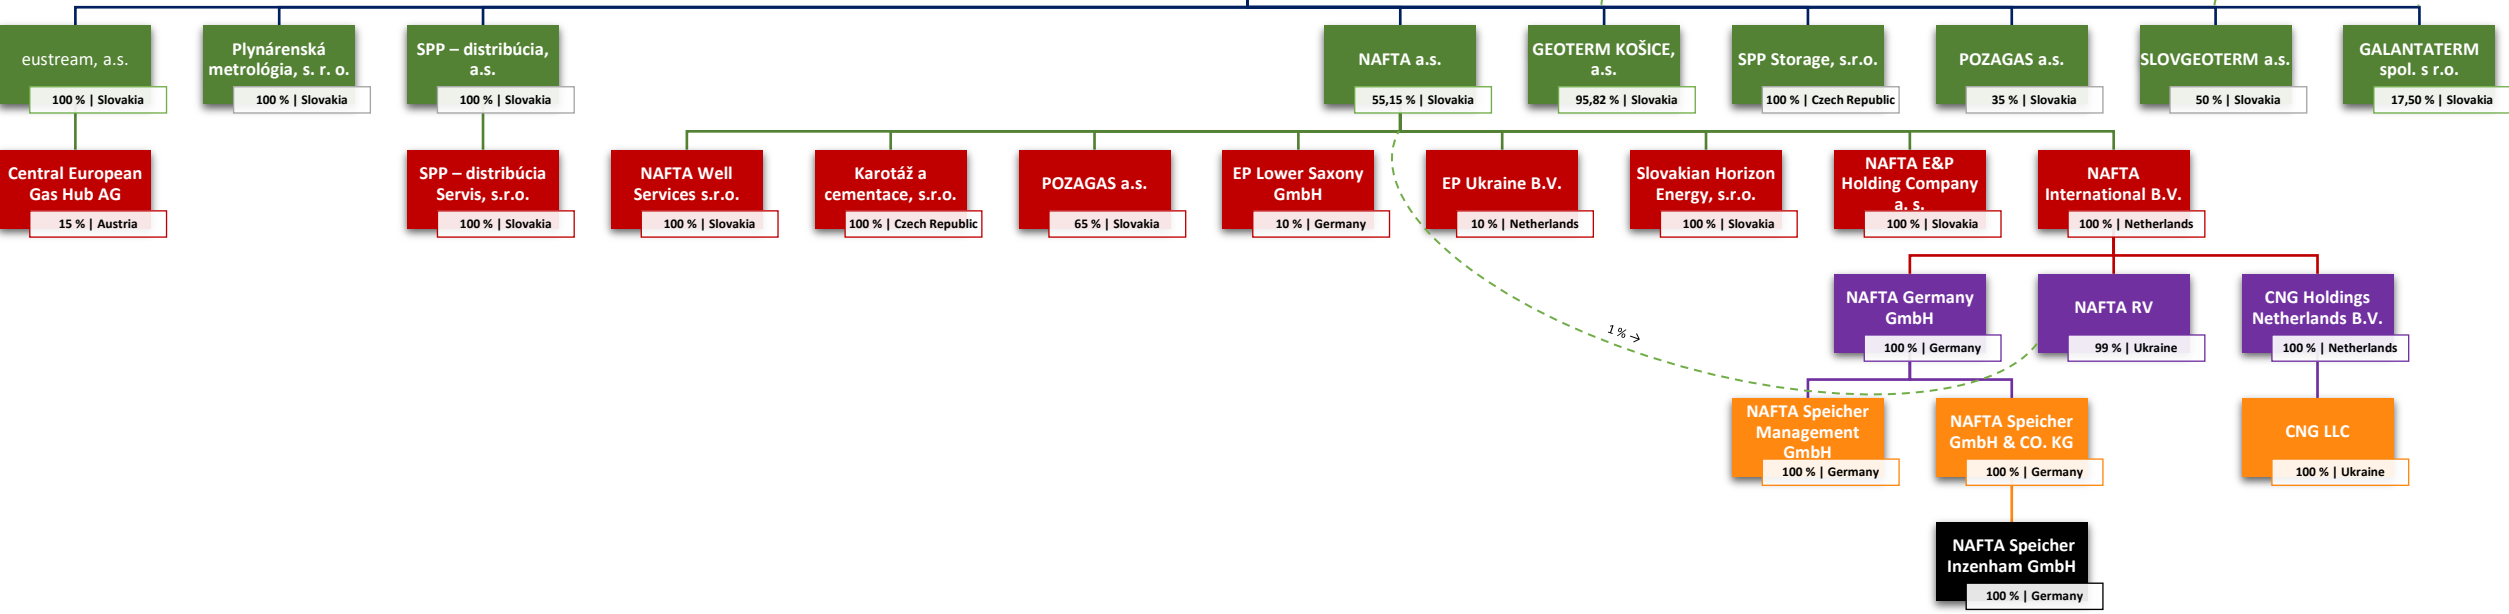 eustream, a.s.
100 % | Slovakia
Plynárenská
metrológia, s. r. o.
100 % | Slovakia
SPP – distribúcia,
a.s.
100 % | Slovakia
NAFTA a.s.
55,15 % | Slovakia
GEOTERM KOŠICE,
a.s.
95,82 % | Slovakia
SPP Storage, s.r.o.
100 % | Czech Republic
POZAGAS a.s.
35 % | Slovakia
SLOVGEOTERM a.s.
50 % | Slovakia
GALANTATERM
spol. s r.o.
17,50 % | Slovakia
Central European
Gas Hub AG
15 % | Austria
SPP – distribúcia
Servis, s.r.o.
100 % | Slovakia
NAFTA Well
Services s.r.o.
100 % | Slovakia
Karotáž a
cementace, s.r.o.
100 % | Czech Republic
POZAGAS a.s.
65 % | Slovakia
EP Lower Saxony
GmbH
10 % | Germany
EP Ukraine B.V.
10 % | Netherlands
Slovakian Horizon
Energy, s.r.o.
100 % | Slovakia
NAFTA E&P
Holding Company
a. s.
100 % | Slovakia
NAFTA
International B.V.
100 % | Netherlands
1 % →
NAFTA Germany
GmbH
100 % | Germany
NAFTA RV
99 % | Ukraine
CNG Holdings
Netherlands B.V.
100 % | Netherlands
NAFTA Speicher
Management
GmbH
100 % | Germany
NAFTA Speicher
GmbH & CO. KG
100 % | Germany
CNG LLC
100 % | Ukraine
NAFTA Speicher
Inzenham GmbH
100 % | Germany